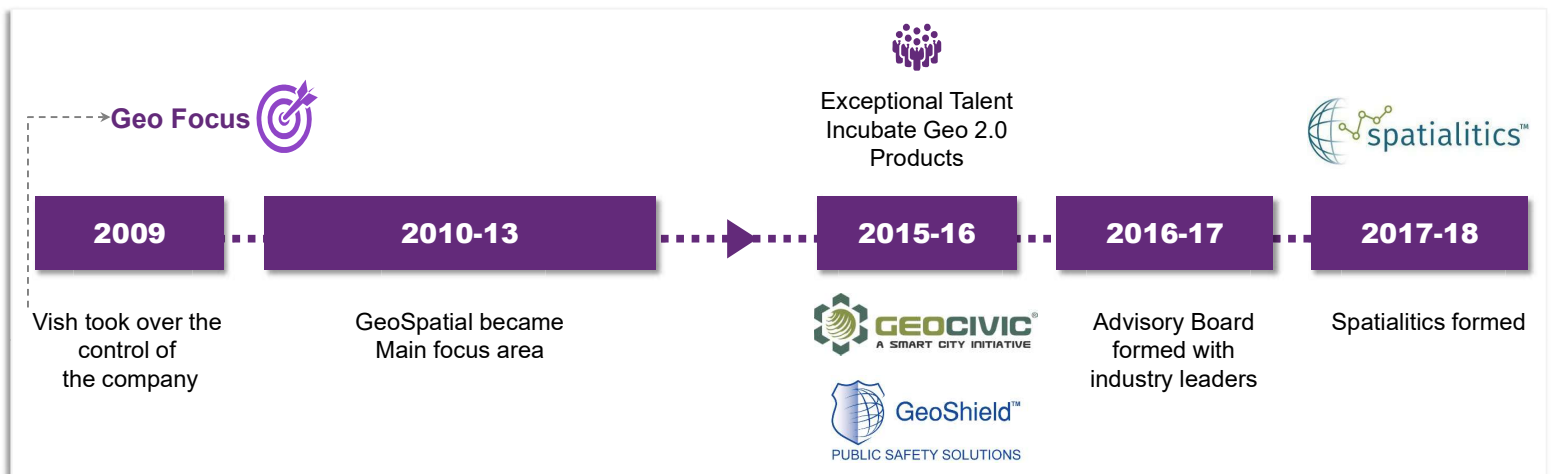 Geo Focus
Exceptional Talent
Incubate Geo 2.0
Products
spatialitics™
2009
2010-13
2015-16
2016-17
2017-18
Vish took over the
control of
the company
GeoSpatial became
Main focus area
GEOCIVIC®
A SMART CITY INITIATIVE
GeoShield™
PUBLIC SAFETY SOLUTIONS
Advisory Board
formed with
industry leaders
Spatialitics formed